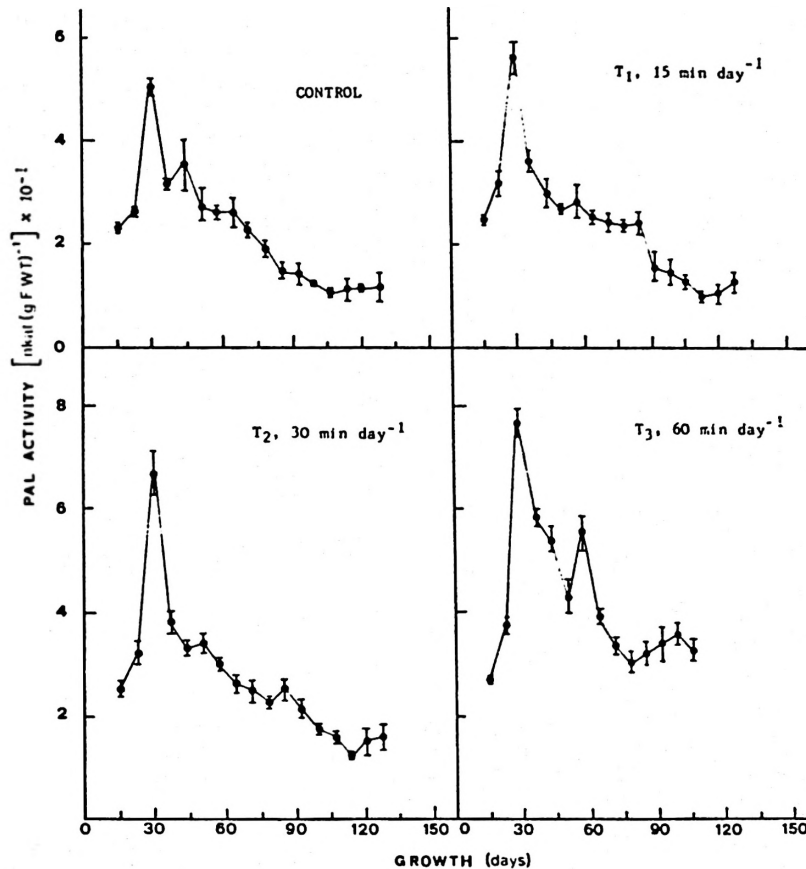 6
4
2
0
CONTROL
T1, 15 min day-1
PAL ACTIVITY [nkat (g F WT)-1] x 10-1
8
6
4
2
T2, 30 min day-1
T3, 60 min day-1
0 30 60 90 120 150 0 30 60 90 120 150
GROWTH (days)